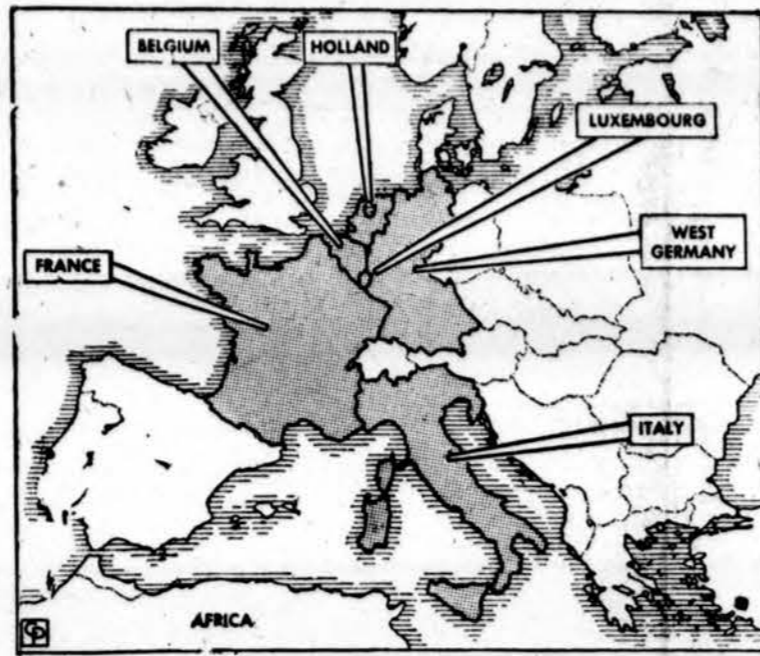 BELGIUM
HOLLAND
LUXEMBOURG
WEST
GERMANY
FRANCE
ITALY
AFRICA
CP